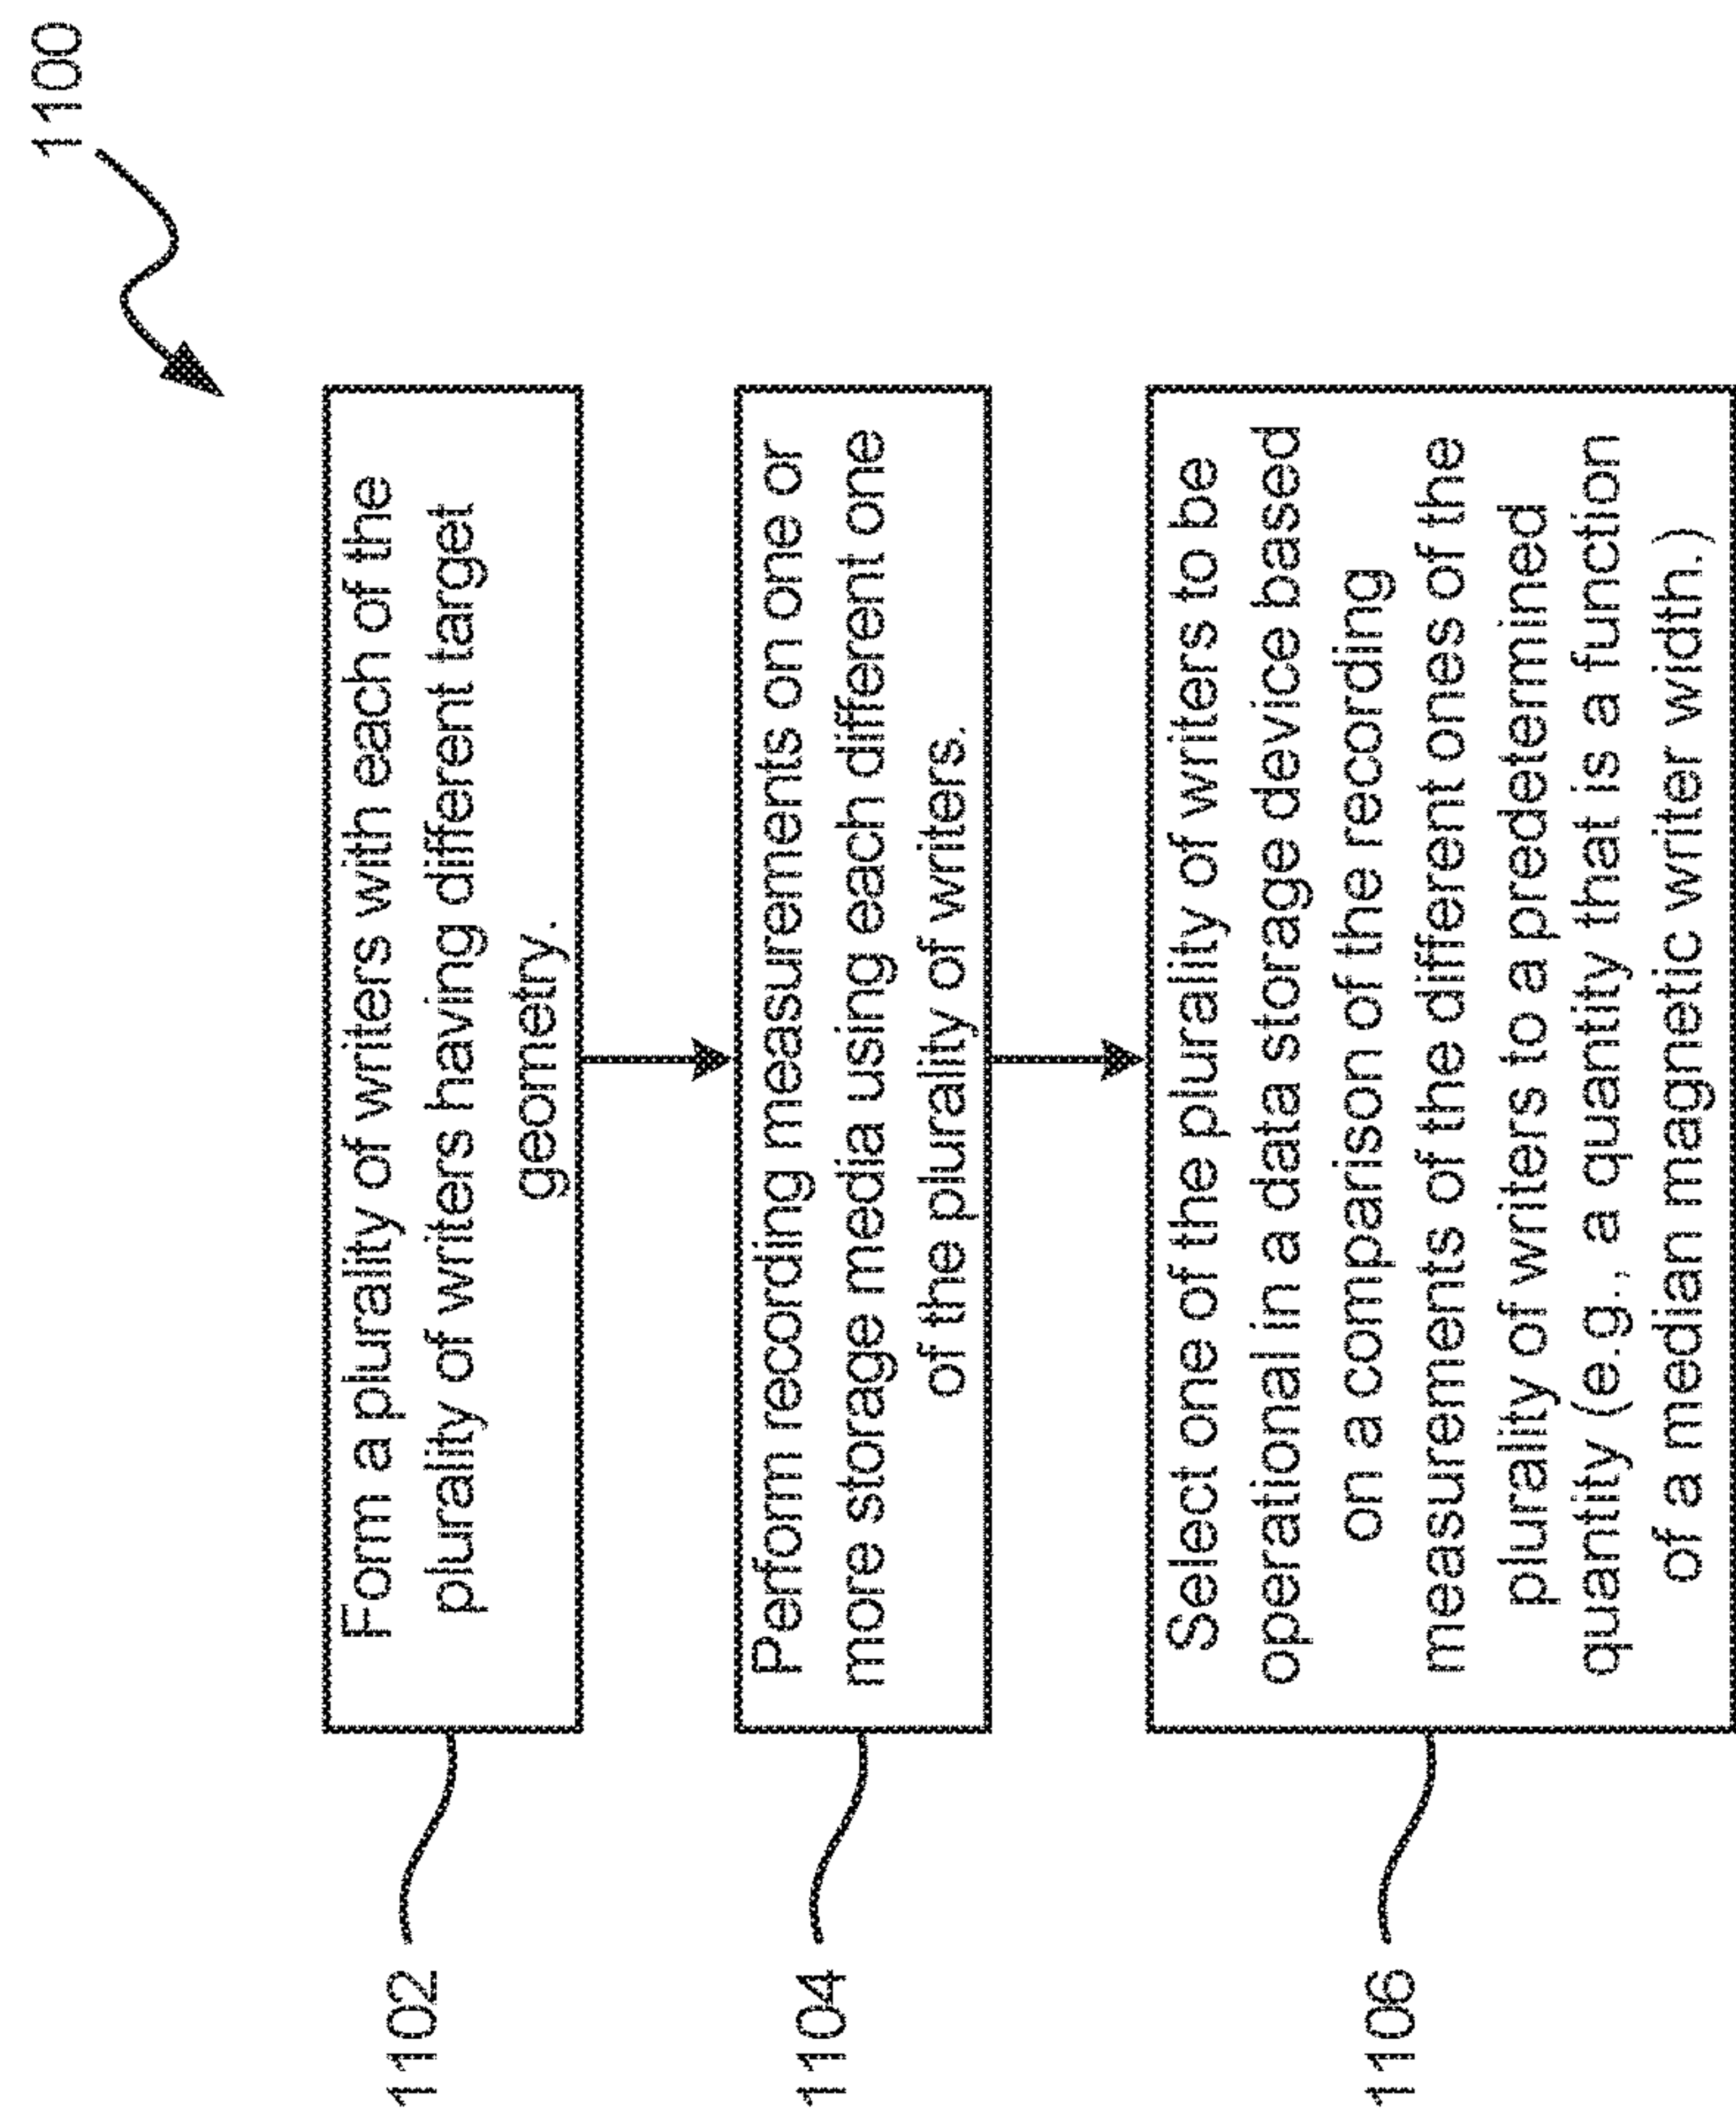 1100
1102
Form a plurality of writers with each of the
plurality of writers having different target
geometry.
1104
Perform recording measurements on one or
more storage media using each different one
of the plurality of writers.
1106
Select one of the plurality of writers to be
operational in a data storage device based
on a comparison of the recording
measurements of the different ones of the
plurality of writers to a predetermined
quantity (e.g., a quantity that is a function
of a median magnetic writer width.)